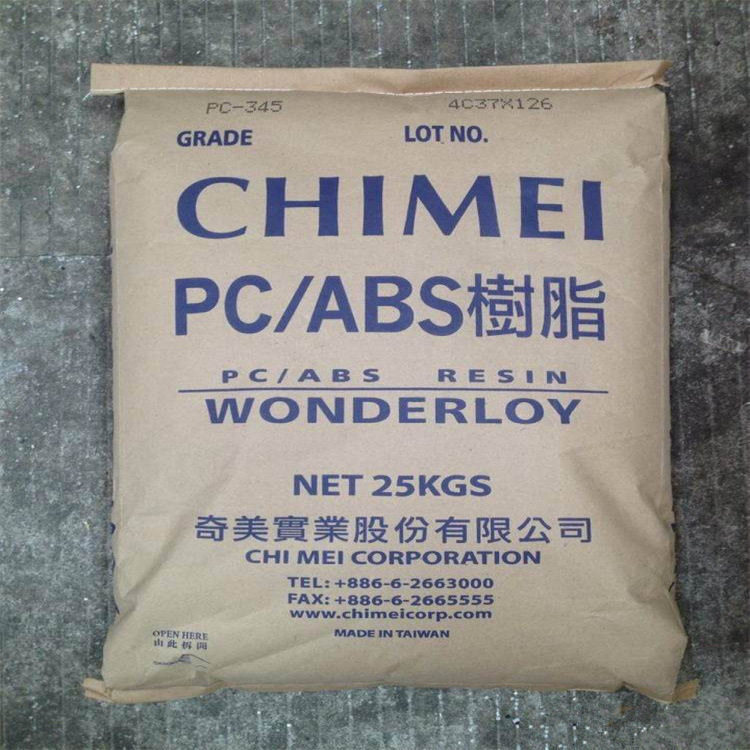 PC-345 4C37X126
GRADE LOT NO.
CHIMEI
PC/ABS樹脂
PC/ABS RESIN
WONDERLOY
NET 25KGS
奇美實業股份有限公司
CHI MEI CORPORATION
TEL: +886-6-2663000
FAX: +886-6-2665555
www.chimeicorp.com
MADE IN TAIWAN
OPEN HERE
由此拆開